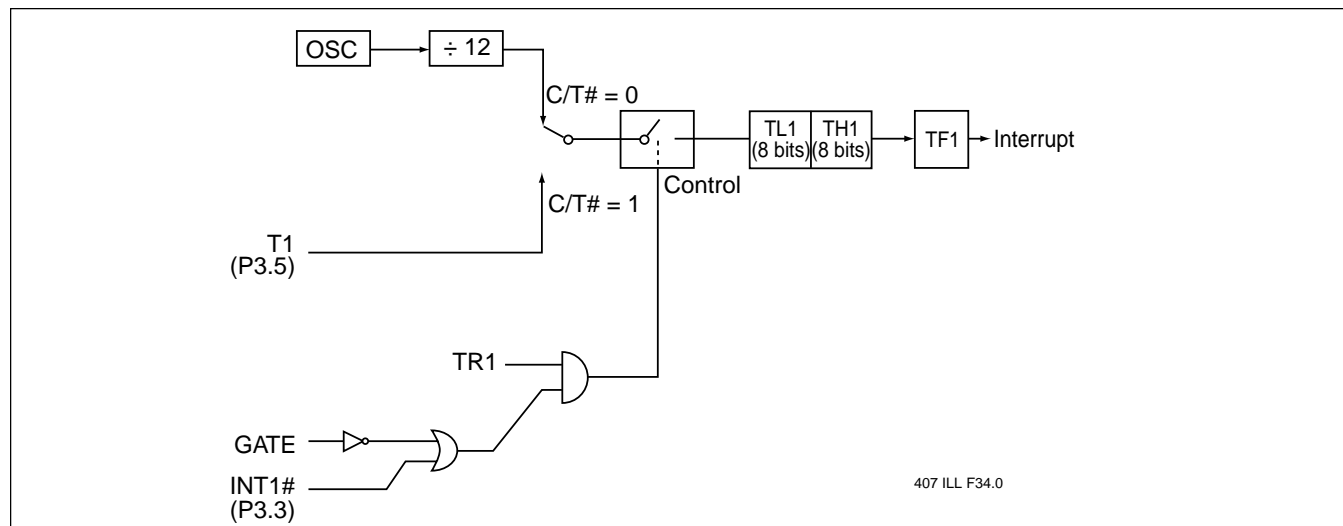 OSC
÷ 12
C/T# = 0
TL1
(8 bits)
TH1
(8 bits)
TF1
Interrupt
Control
C/T# = 1
T1
(P3.5)
TR1
GATE
INT1#
(P3.3)
407 ILL F34.0